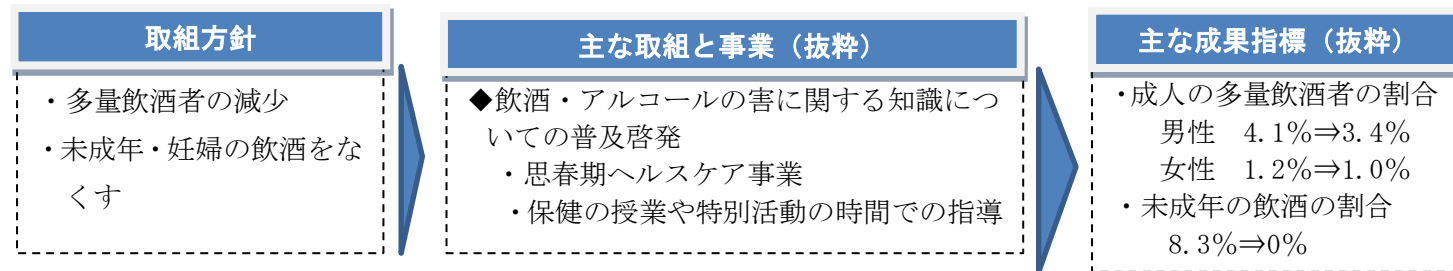 取組方針
・多量飲酒者の減少
・未成年・妊婦の飲酒をな
くす
主な取組と事業（抜粋）
◆飲酒・アルコールの害に関する知識につ
いての普及啓発
・思春期ヘルスケア事業
・保健の授業や特別活動の時間での指導
主な成果指標（抜粋）
・成人の多量飲酒者の割合
男性　4.1%⇒3.4%
女性　1.2%⇒1.0%
・未成年の飲酒の割合
8.3%⇒0%